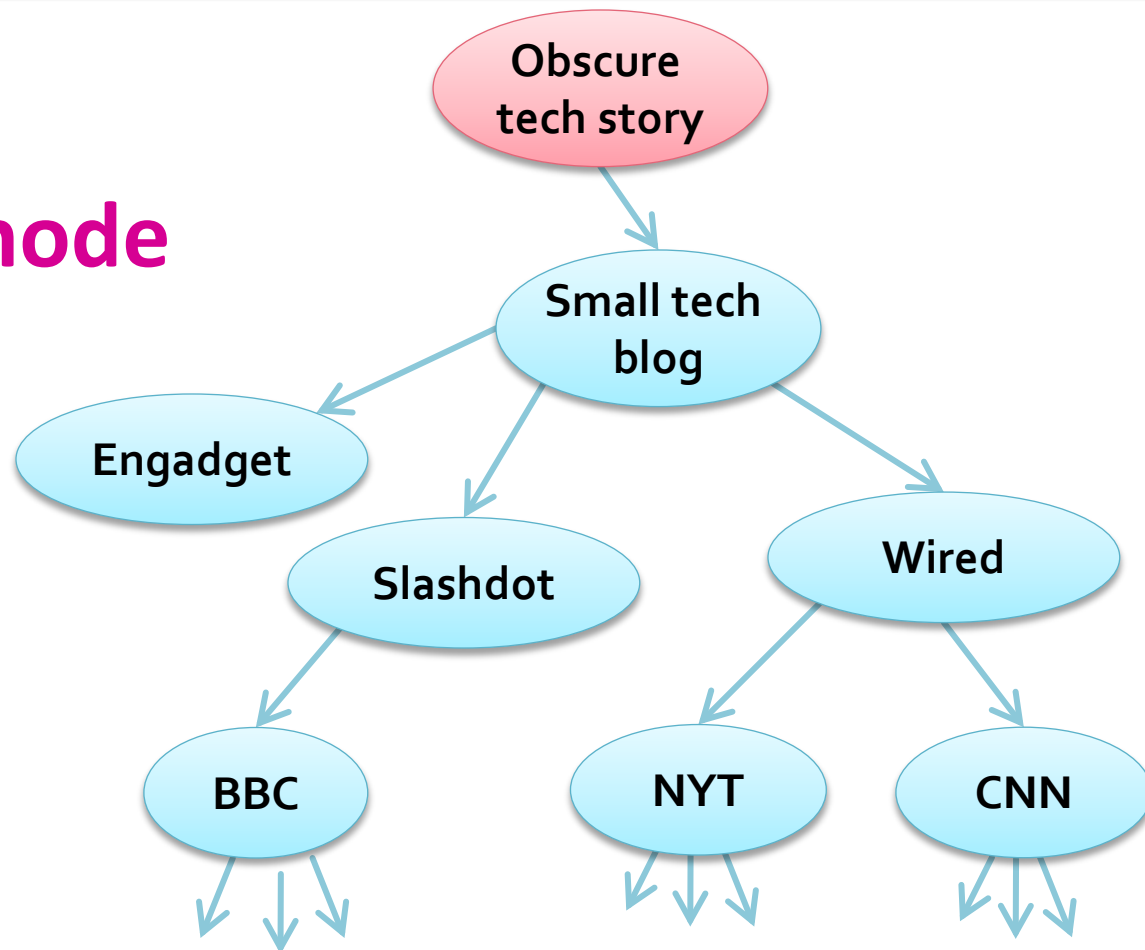 Obscure
tech story
node
Small tech
blog
Engadget
Slashdot
Wired
BBC
NYT
CNN